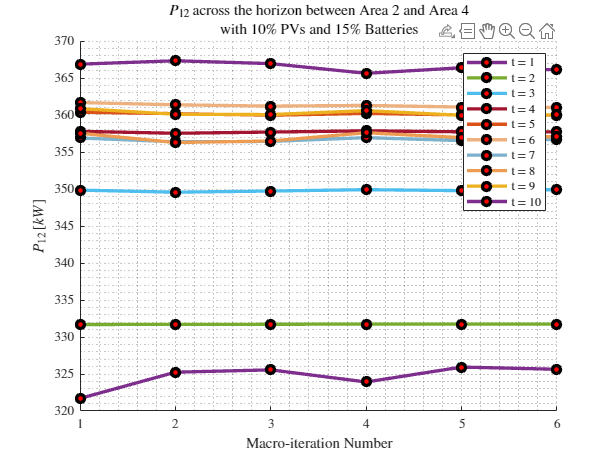 P12 across the horizon between Area 2 and Area 4
with 10% PVs and 15% Batteries
370
365
360
355
350
345
340
335
330
325
320
P12 [kW]
t = 1
t = 2
t = 3
t = 4
t = 5
t = 6
t = 7
t = 8
t = 9
t = 10
1
2
3
4
5
6
Macro-iteration Number